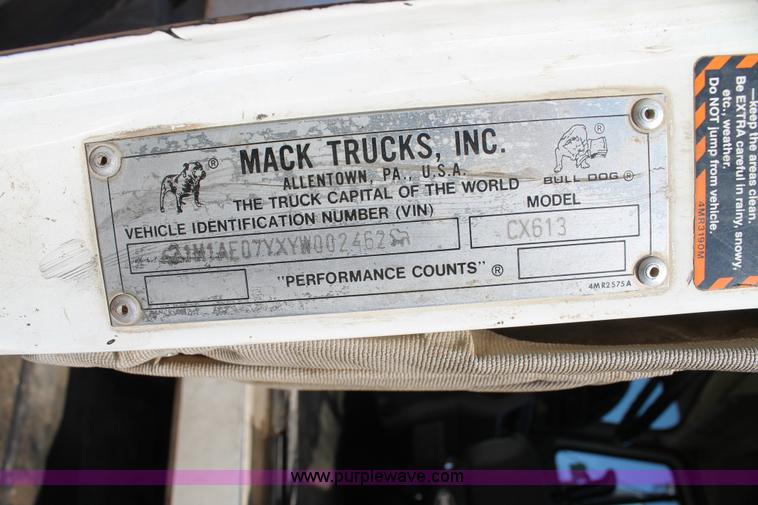 MACK TRUCKS, INC.
ALLENTOWN, PA., U.S.A.
THE TRUCK CAPITAL OF THE WORLD
®
®
BULL DOG ®
VEHICLE IDENTIFICATION NUMBER (VIN)
MODEL
1M1AE07YXYW002462
CX613
"PERFORMANCE COUNTS" ®
4MR2575A
—keep the areas clean.
Be EXTRA careful in rainy, snowy,
etc., weather.
Do NOT jump from vehicle.
4MR3190M
www.purplewave.com